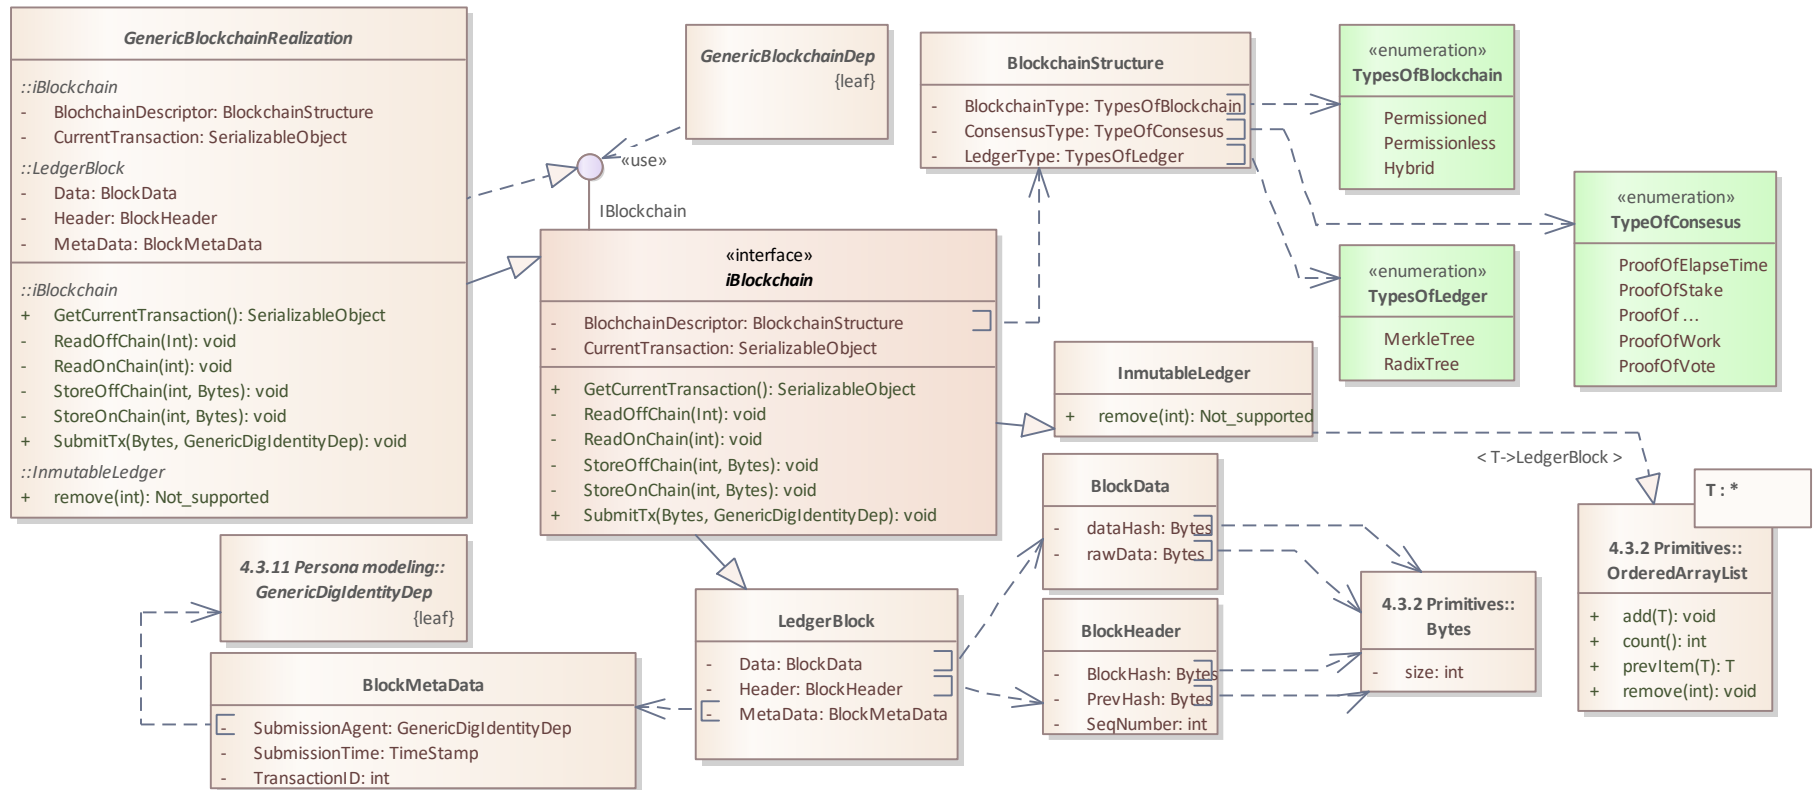 GenericBlockchainRealization
::iBlockchain
- BlochchainDescriptor: BlockchainStructure
- CurrentTransaction: SerializableObject
::LedgerBlock
- Data: BlockData
- Header: BlockHeader
- MetaData: BlockMetaData
::iBlockchain
+ GetCurrentTransaction(): SerializableObject
- ReadOffChain(Int): void
- ReadOnChain(int): void
- StoreOffChain(int, Bytes): void
- StoreOnChain(int, Bytes): void
+ SubmitTx(Bytes, GenericDigIdentityDep): void
::InmutableLedger
+ remove(int): Not_supported
GenericBlockchainDep
{leaf}
«use»
IBlockchain
«interface»
iBlockchain
- BlochchainDescriptor: BlockchainStructure
- CurrentTransaction: SerializableObject
+ GetCurrentTransaction(): SerializableObject
- ReadOffChain(Int): void
- ReadOnChain(int): void
- StoreOffChain(int, Bytes): void
- StoreOnChain(int, Bytes): void
+ SubmitTx(Bytes, GenericDigIdentityDep): void
BlockchainStructure
- BlockchainType: TypesOfBlockchain
- ConsensusType: TypeOfConsesus
- LedgerType: TypesOfLedger
«enumeration»
TypesOfBlockchain
Permissioned
Permissionless
Hybrid
«enumeration»
TypeOfConsesus
ProofOfElapseTime
ProofOfStake
ProofOf ...
ProofOfWork
ProofOfVote
«enumeration»
TypesOfLedger
MerkleTree
RadixTree
InmutableLedger
+ remove(int): Not_supported
< T->LedgerBlock >
T : *
4.3.2 Primitives::
OrderedArrayList
+ add(T): void
+ count(): int
+ prevItem(T): T
+ remove(int): void
BlockData
- dataHash: Bytes
- rawData: Bytes
BlockHeader
- BlockHash: Bytes
- PrevHash: Bytes
- SeqNumber: int
4.3.2 Primitives::
Bytes
- size: int
LedgerBlock
- Data: BlockData
- Header: BlockHeader
- MetaData: BlockMetaData
4.3.11 Persona modeling::
GenericDigIdentityDep
{leaf}
BlockMetaData
- SubmissionAgent: GenericDigIdentityDep
- SubmissionTime: TimeStamp
- TransactionID: int